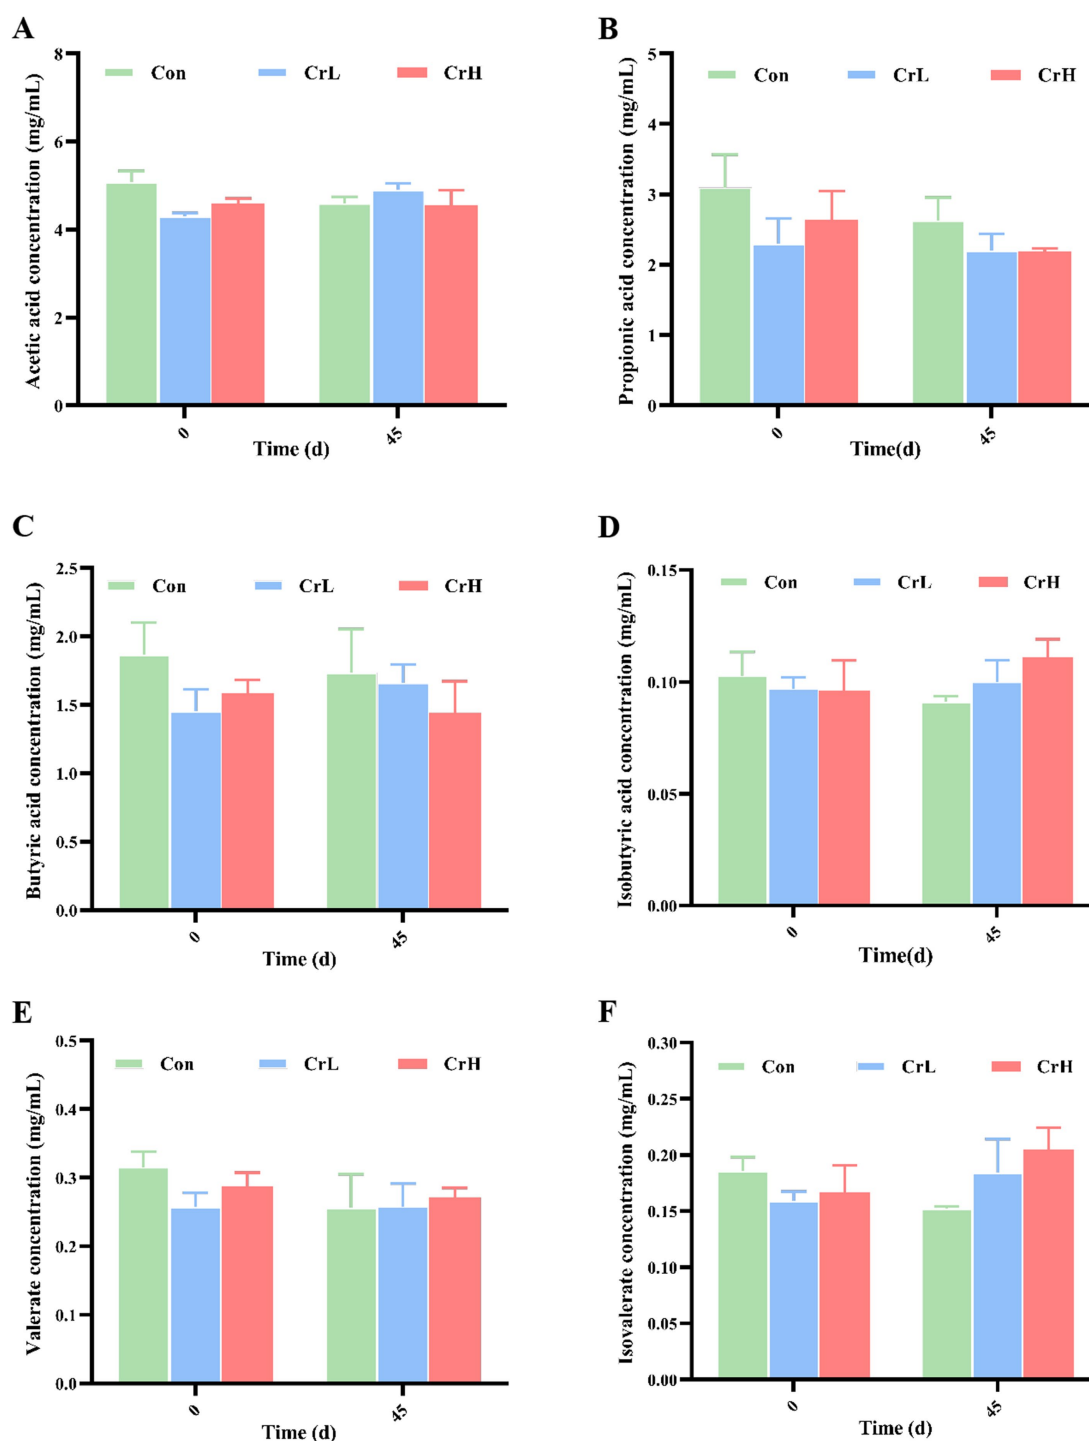 A
Acetic acid concentration (mg/mL)
8
6
4
2
0
Con CrL CrH
0 45
Time (d)
B
Propionic acid concentration (mg/mL)
5
4
3
2
1
0
Con CrL CrH
0 45
Time(d)
C
Butyric acid concentration (mg/mL)
2.5
2.0
1.5
1.0
0.5
0.0
Con CrL CrH
0 45
Time (d)
D
Isobutyric acid concentration (mg/mL)
0.15
0.10
0.05
0.00
Con CrL CrH
0 45
Time(d)
E
Valerate concentration (mg/mL)
0.5
0.4
0.3
0.2
0.1
0.0
Con CrL CrH
0 45
Time (d)
F
Isovalerate concentration (mg/mL)
0.30
0.25
0.20
0.15
0.10
0.05
0.00
Con CrL CrH
0 45
Time (d)